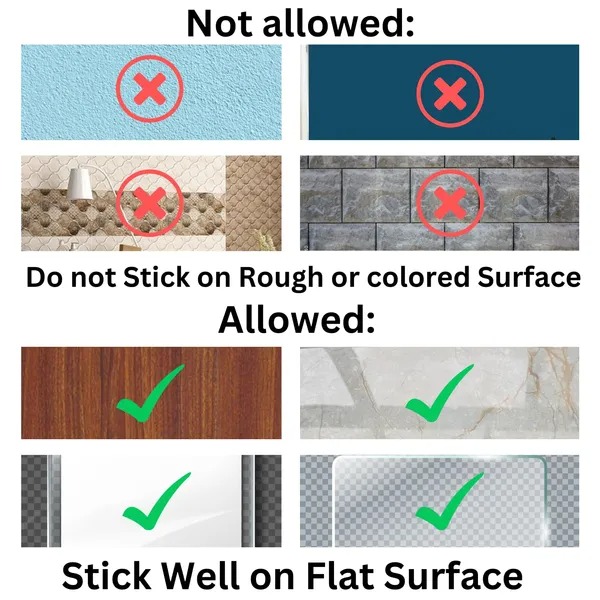 Not allowed:
Do not Stick on Rough or colored Surface
Allowed:
Stick Well on Flat Surface